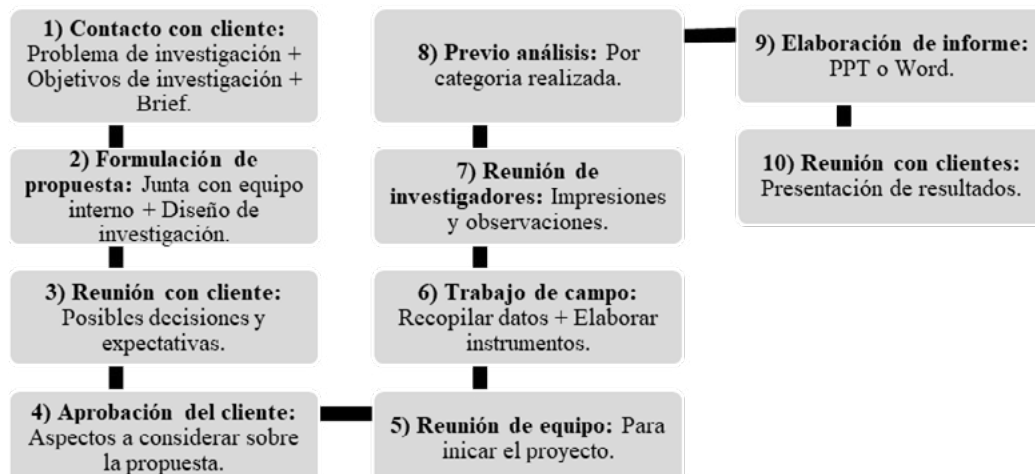 1) Contacto con cliente:
Problema de investigación +
Objetivos de investigación +
Brief.
2) Formulación de
propuesta: Junta con equipo
interno + Diseño de
investigación.
3) Reunión con cliente:
Posibles decisiones y
expectativas.
4) Aprobación del cliente:
Aspectos a considerar sobre
la propuesta.
5) Reunión de equipo: Para
inicar el proyecto.
6) Trabajo de campo:
Recopilar datos + Elaborar
instrumentos.
7) Reunión de
investigadores: Impresiones
y observaciones.
8) Previo análisis: Por
categoria realizada.
9) Elaboración de informe:
PPT o Word.
10) Reunión con clientes:
Presentación de resultados.